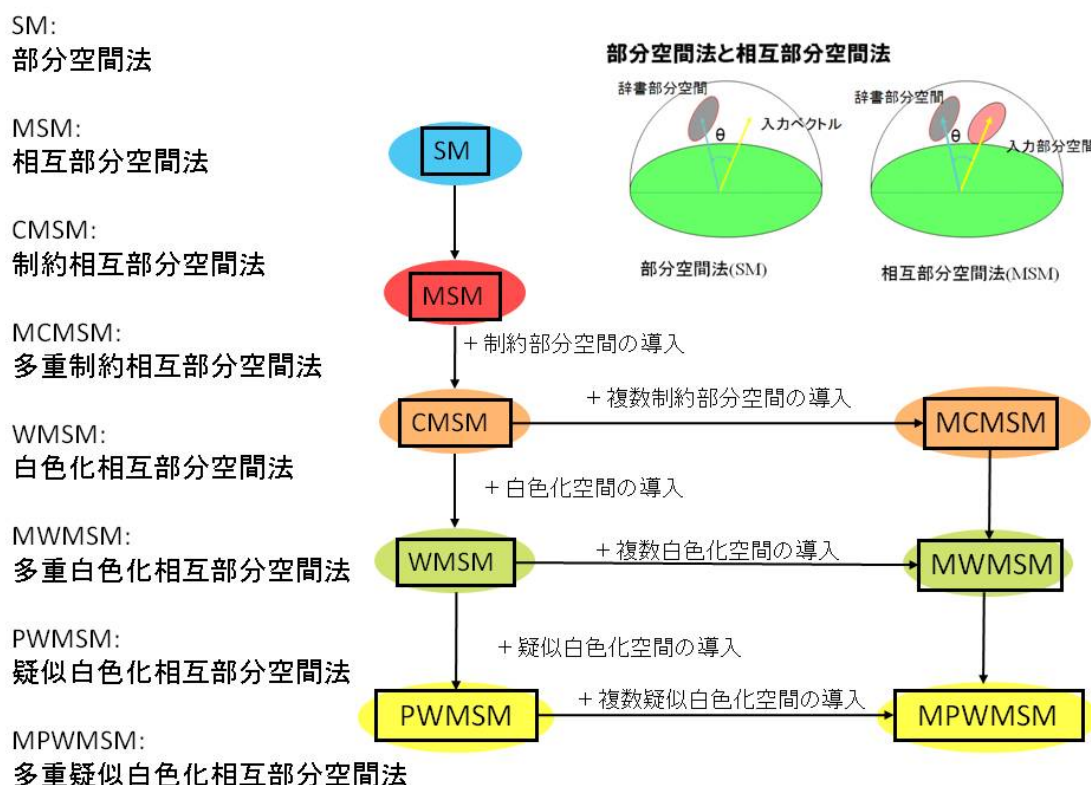 SM:
部分空間法
MSM:
相互部分空間法
CMSM:
制約相互部分空間法
MCMSM:
多重制約相互部分空間法
WMSM:
白色化相互部分空間法
MWMSM:
多重白色化相互部分空間法
PWMSM:
疑似白色化相互部分空間法
MPWMSM:
多重疑似白色化相互部分空間法
部分空間法と相互部分空間法
辞書部分空間
θ
入力ベクトル
部分空間法(SM)
辞書部分空間
θ
入力部分空間
相互部分空間法(MSM)
SM
MSM
+ 制約部分空間の導入
CMSM
+ 複数制約部分空間の導入
MCMSM
+ 白色化空間の導入
WMSM
+ 複数白色化空間の導入
MWMSM
+ 疑似白色化空間の導入
PWMSM
+ 複数疑似白色化空間の導入
MPWMSM